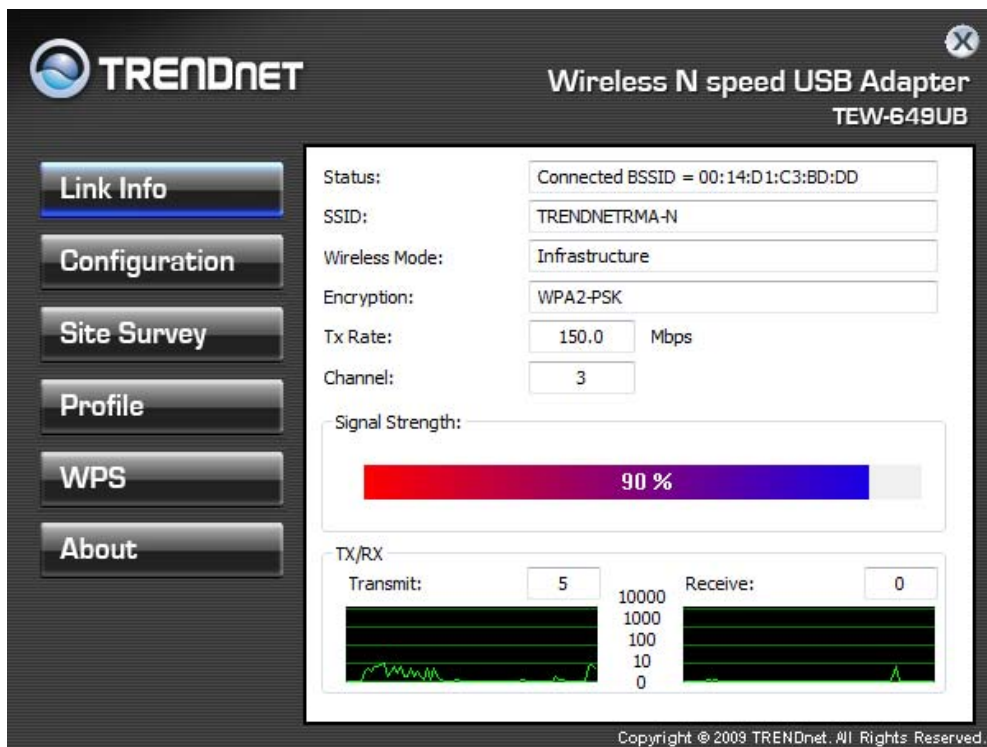 TRENDNET
Wireless N speed USB Adapter
TEW-649UB
Link Info
Configuration
Site Survey
Profile
WPS
About
Status: Connected BSSID = 00:14:D1:C3:BD:DD
SSID: TRENDNETRMA-N
Wireless Mode: Infrastructure
Encryption: WPA2-PSK
Tx Rate: 150.0 Mbps
Channel: 3
Signal Strength:
90 %
TX/RX
Transmit: 5
Receive: 0
10000
1000
100
10
0
Copyright © 2009 TRENDnet. All Rights Reserved.